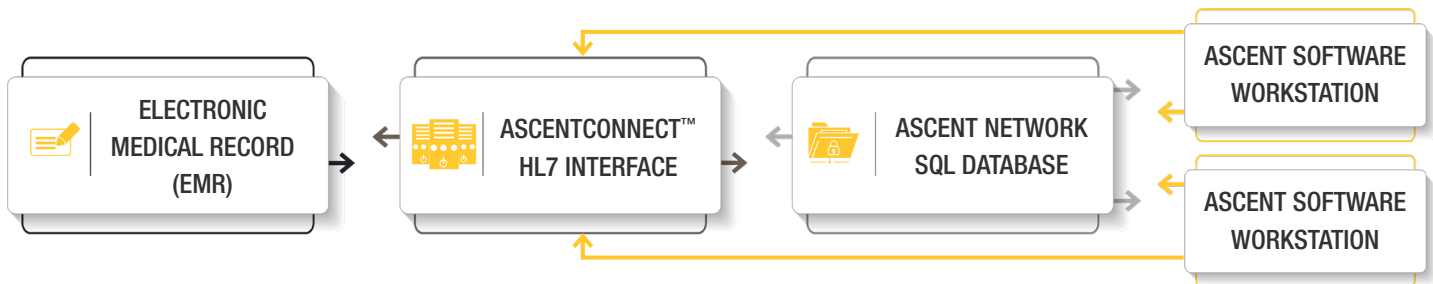 ELECTRONIC
MEDICAL RECORD
(EMR)
ASCENTCONNECT™
HL7 INTERFACE
ASCENT NETWORK
SQL DATABASE
ASCENT SOFTWARE
WORKSTATION
ASCENT SOFTWARE
WORKSTATION